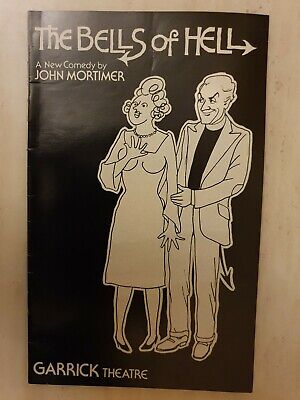 The BELLS of HELL
A New Comedy by
JOHN MORTIMER
GARRICK THEATRE